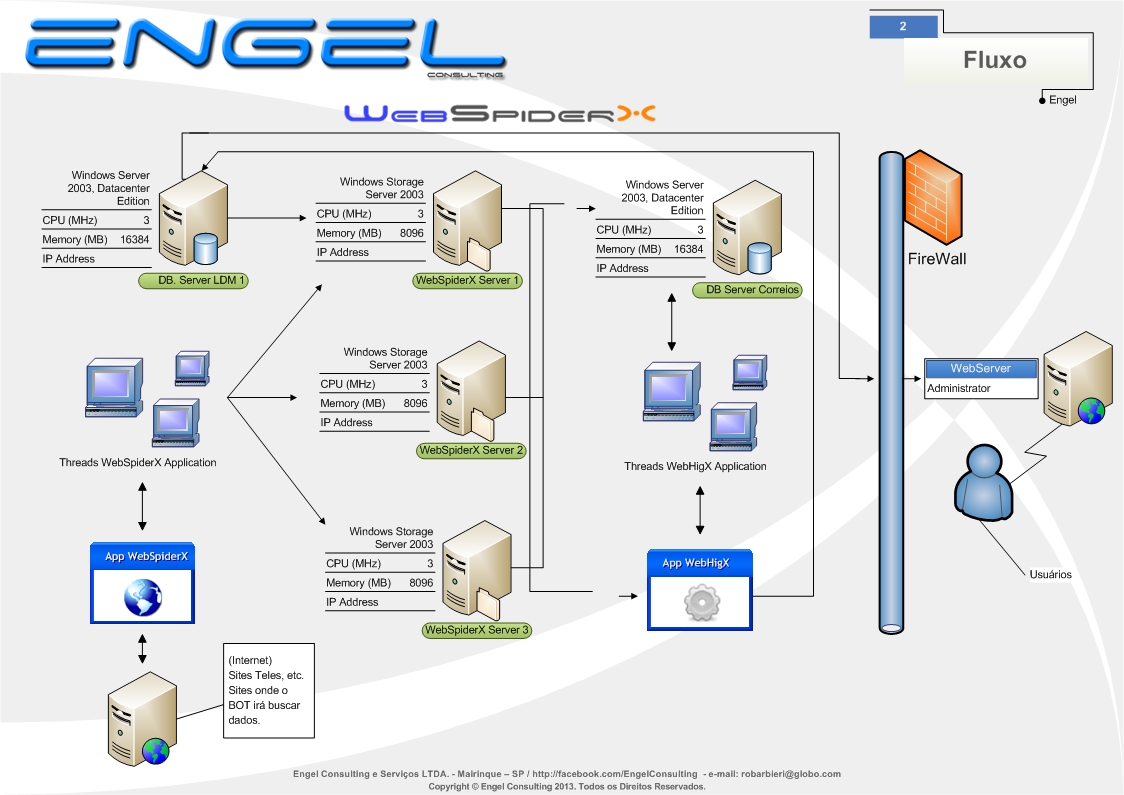 ENGEL
CONSULTING
2
Fluxo
Engel
WEBSPIDERX
Windows Server
2003, Datacenter
Edition
CPU (MHz) 3
Memory (MB) 16384
IP Address
DB. Server LDM 1
Windows Storage
Server 2003
CPU (MHz) 3
Memory (MB) 8096
IP Address
WebSpiderX Server 1
Windows Server
2003, Datacenter
Edition
CPU (MHz) 3
Memory (MB) 16384
IP Address
DB Server Correios
FireWall
Windows Storage
Server 2003
CPU (MHz) 3
Memory (MB) 8096
IP Address
WebSpiderX Server 2
WebServer
Administrator
Threads WebSpiderX Application
Threads WebHigX Application
Windows Storage
Server 2003
CPU (MHz) 3
Memory (MB) 8096
IP Address
WebSpiderX Server 3
App WebSpiderX
App WebHigX
Usuários
(Internet)
Sites Teles, etc.
Sites onde o
BOT irá buscar
dados.
Engel Consulting e Serviços LTDA. - Mairinque – SP / http://facebook.com/EngelConsulting - e-mail: robarbieri@globo.com
Copyright © Engel Consulting 2013. Todos os Direitos Reservados.